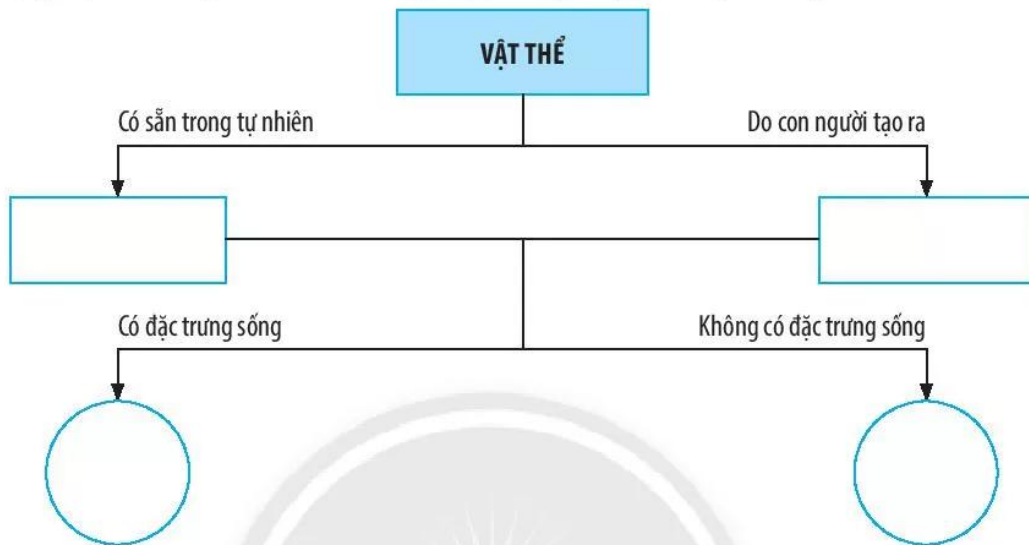 VẬT THỂ
Có sẵn trong tự nhiên
Do con người tạo ra
Có đặc trưng sống
Không có đặc trưng sống